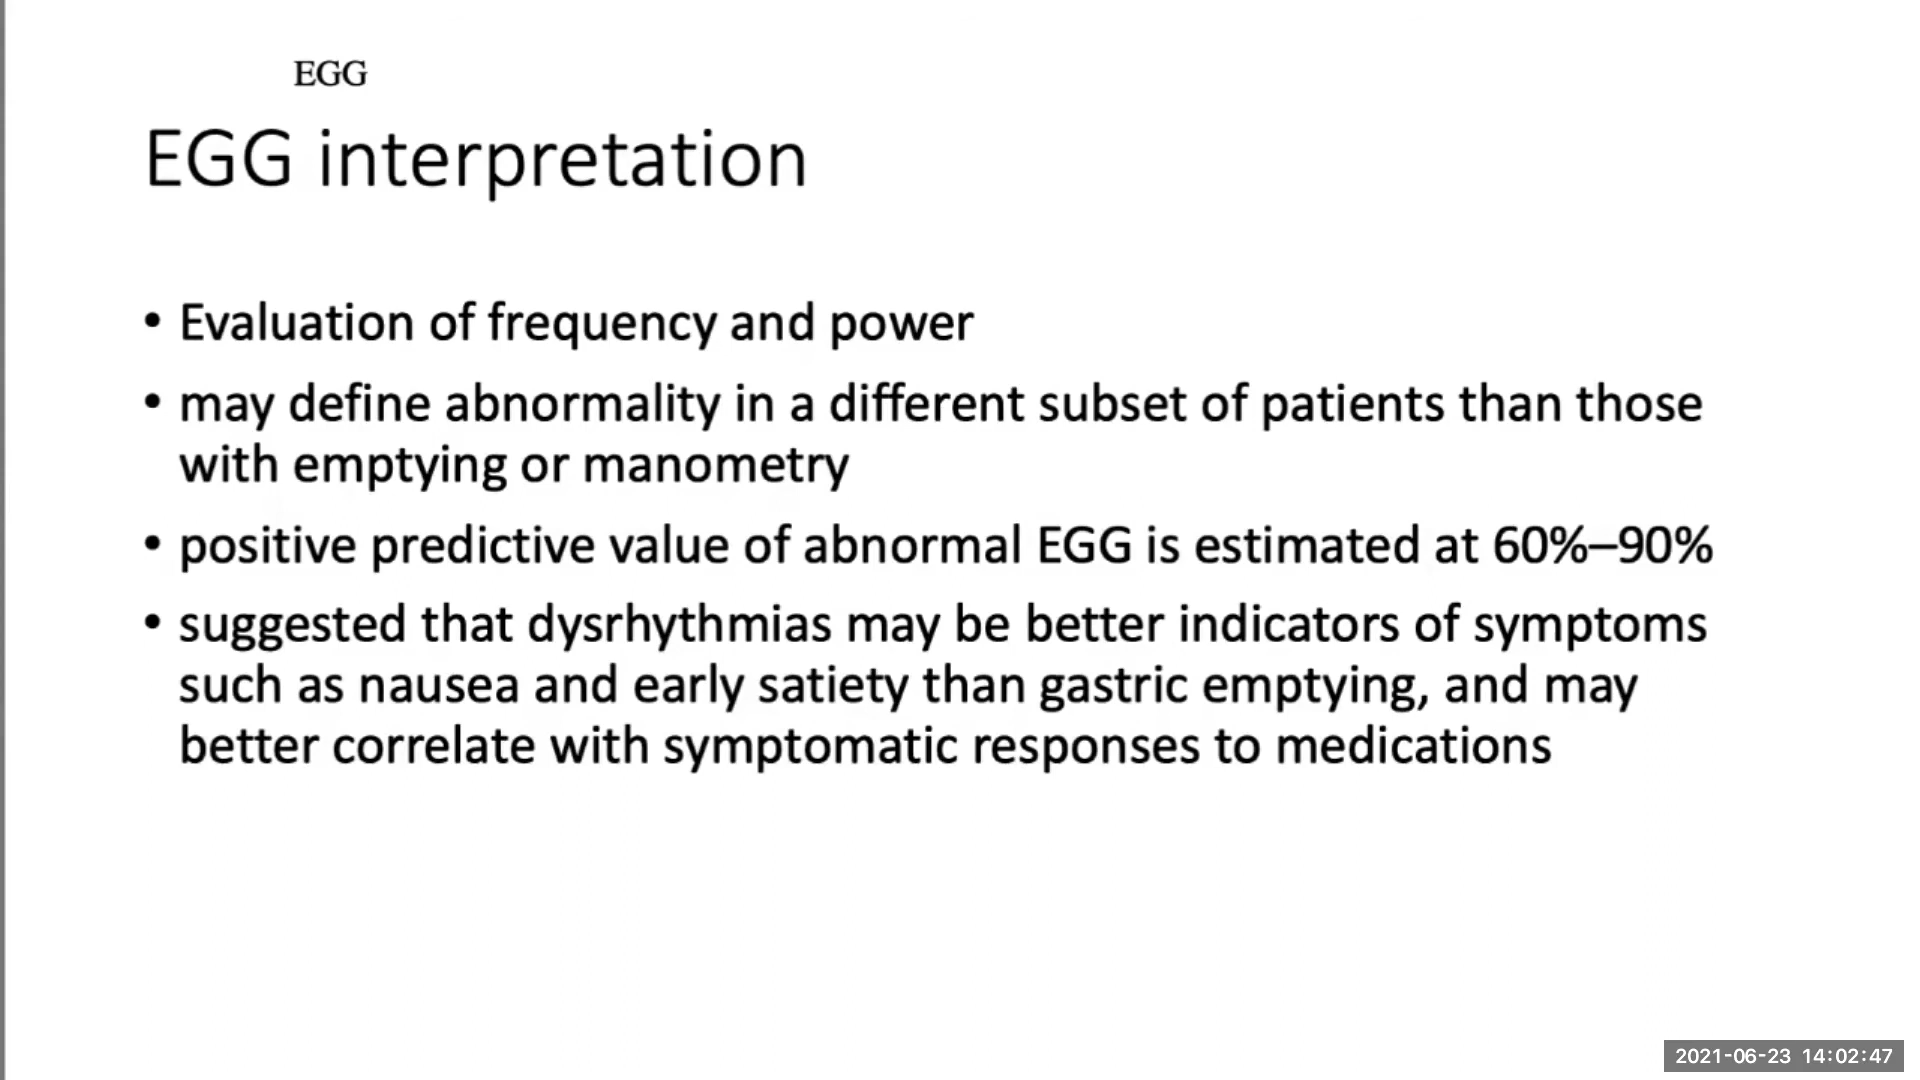 EGG
EGG interpretation
• Evaluation of frequency and power
• may define abnormality in a different subset of patients than those
with emptying or manometry
• positive predictive value of abnormal EGG is estimated at 60%–90%
• suggested that dysrhythmias may be better indicators of symptoms
such as nausea and early satiety than gastric emptying, and may
better correlate with symptomatic responses to medications
2021-06-23 14:02:47